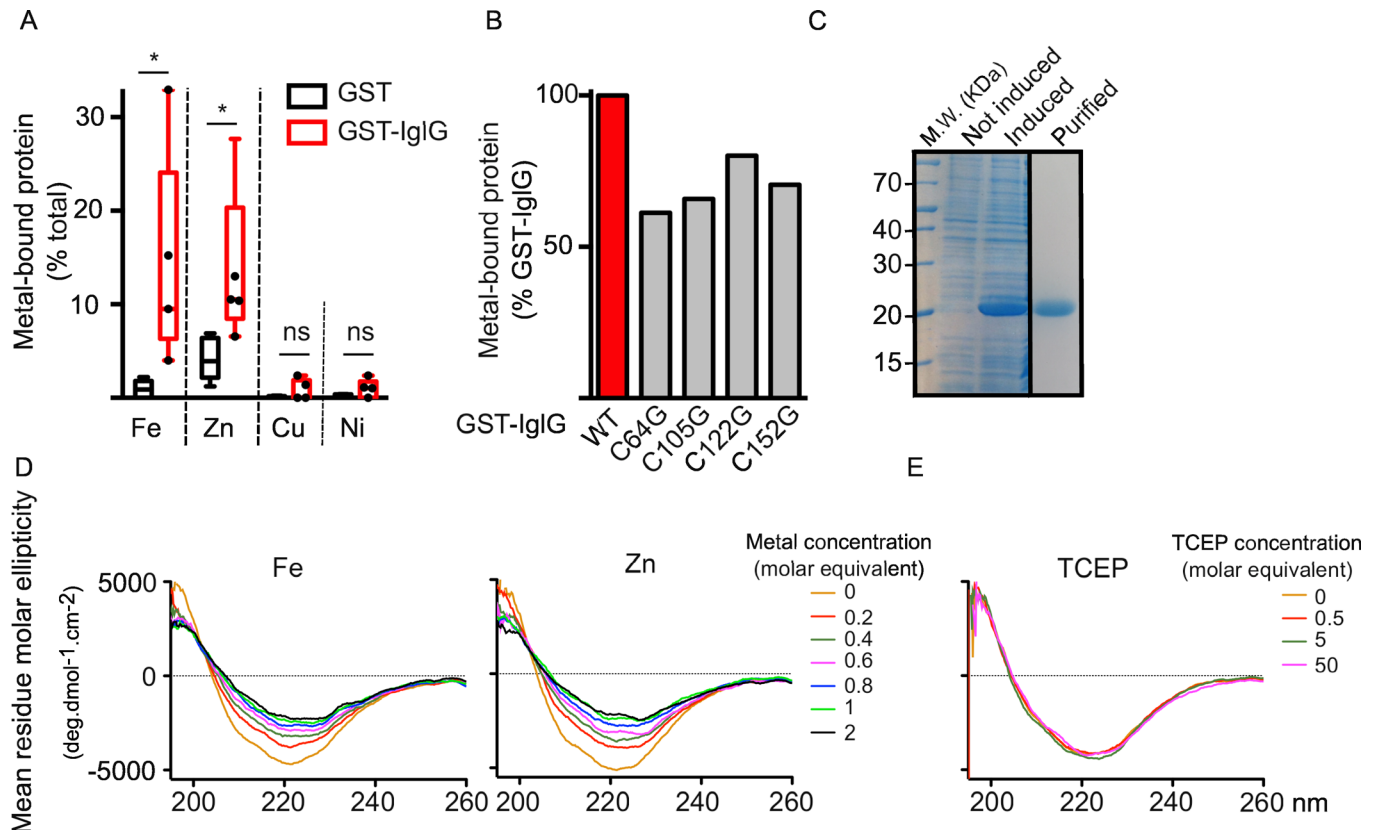 A
B
C
Metal-bound protein
(% total)
30
20
10
*
*
ns
ns
GST
GST-IglG
Fe
Zn
Cu
Ni
Metal-bound protein
(% GST-IglG)
100
50
GST-IglG
WT
C64G
C105G
C122G
C152G
M.W. (KDa)
Not induced
Induced
Purified
70
40
30
20
15
D
E
Mean residue molar ellipticity
(deg.dmol-1.cm-2)
Fe
5000
0
-5000
200
220
240
260
Zn
200
220
240
260
Metal concentration
(molar equivalent)
0
0.2
0.4
0.6
0.8
1
2
TCEP
200
220
240
260 nm
TCEP concentration
(molar equivalent)
0
0.5
5
50